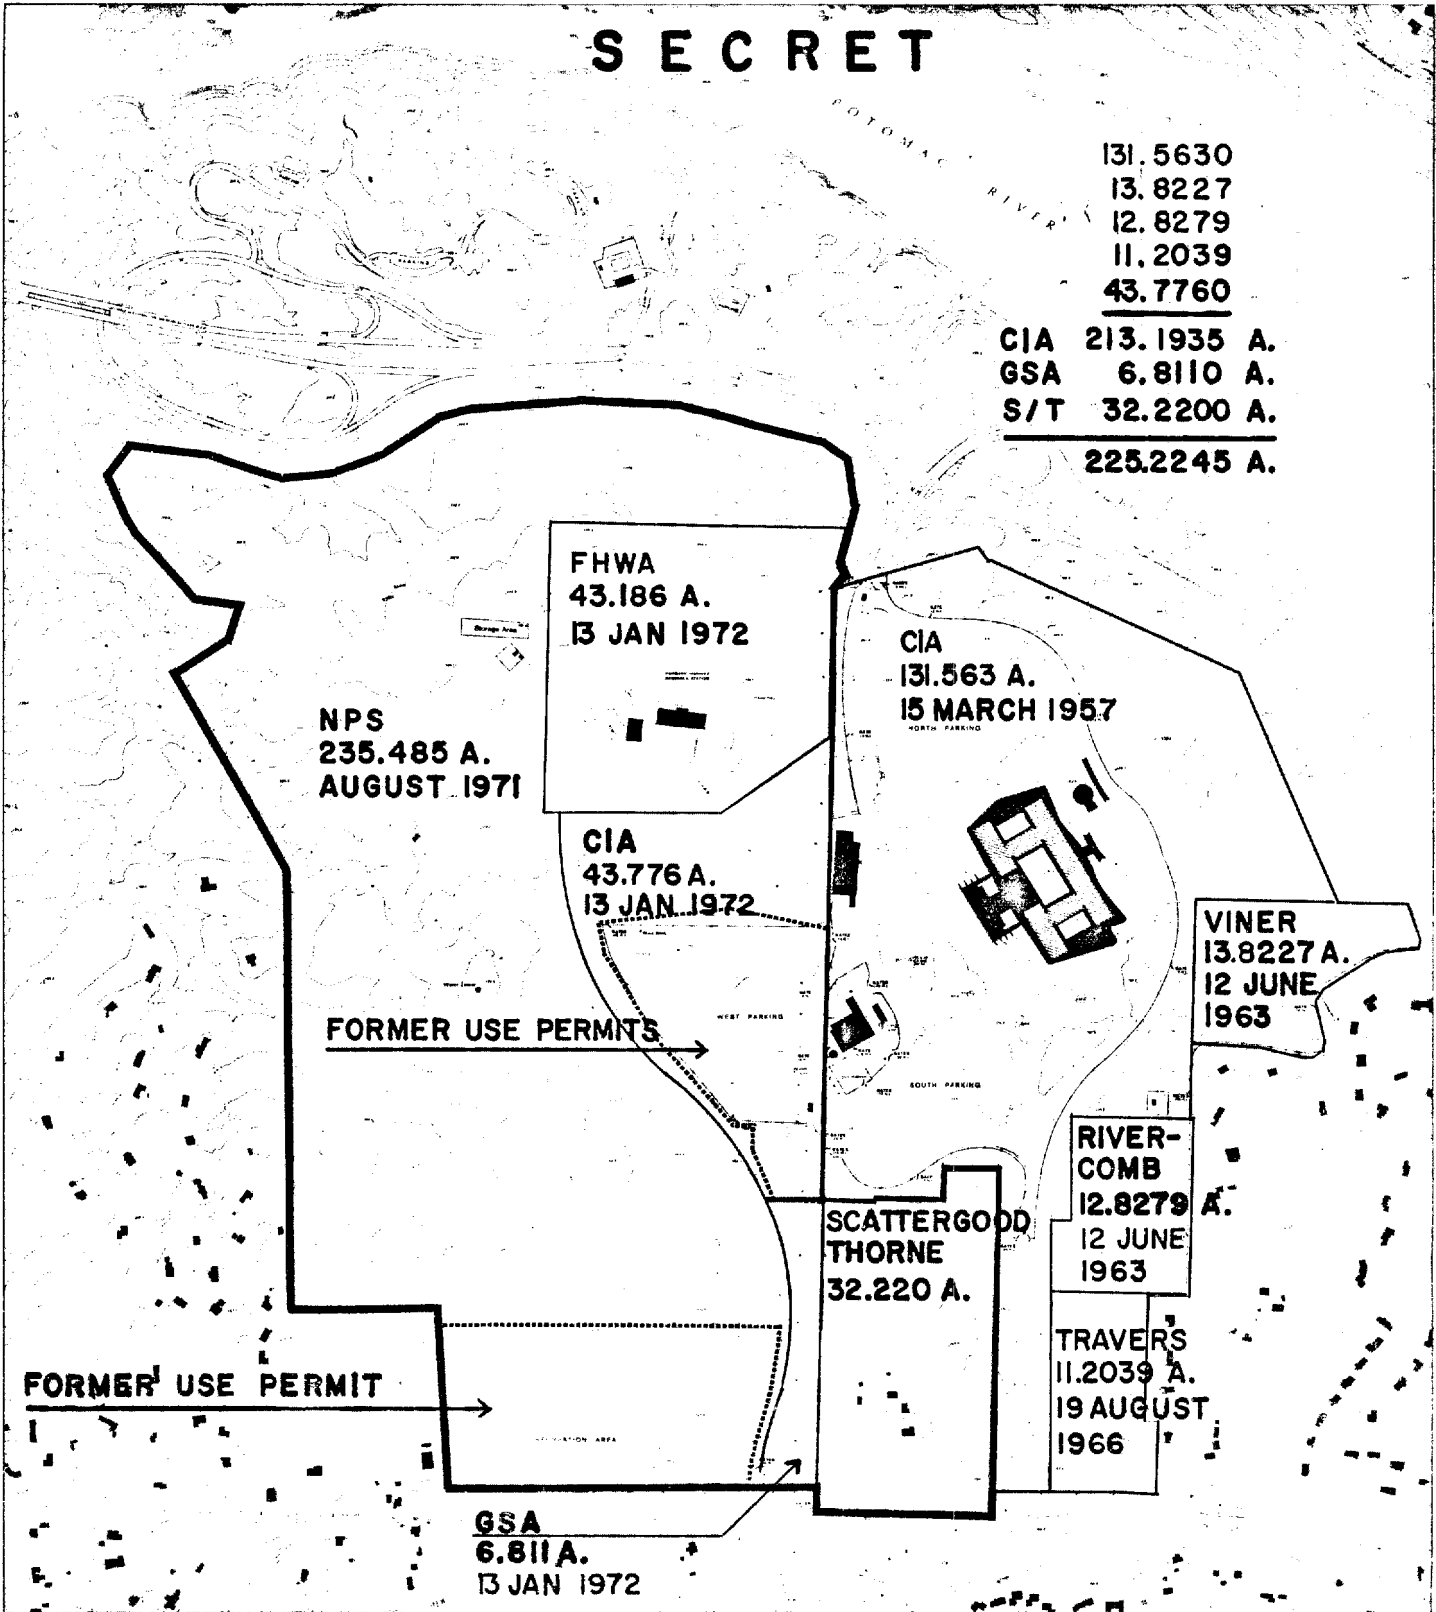 SECRET
POTOMAC RIVER
131.5630
13.8227
12.8279
11.2039
43.7760
CIA 213.1935 A.
GSA 6.8110 A.
S/T 32.2200 A.
225.2245 A.
FHWA
43.186 A.
13 JAN 1972
Storage Area
CIA
131.563 A.
15 MARCH 1957
NORTH PARKING
NPS
235.485 A.
AUGUST 1971
CIA
43.776 A.
13 JAN 1972
VINER
13.8227 A.
12 JUNE
1963
FORMER USE PERMITS
WEST PARKING
SOUTH PARKING
RIVER-
COMB
12.8279 A.
12 JUNE
1963
SCATTERGOOD
THORNE
32.220 A.
TRAVERS
11.2039 A.
19 AUGUST
1966
FORMER USE PERMIT
AREA
GSA
6.811 A.
13 JAN 1972